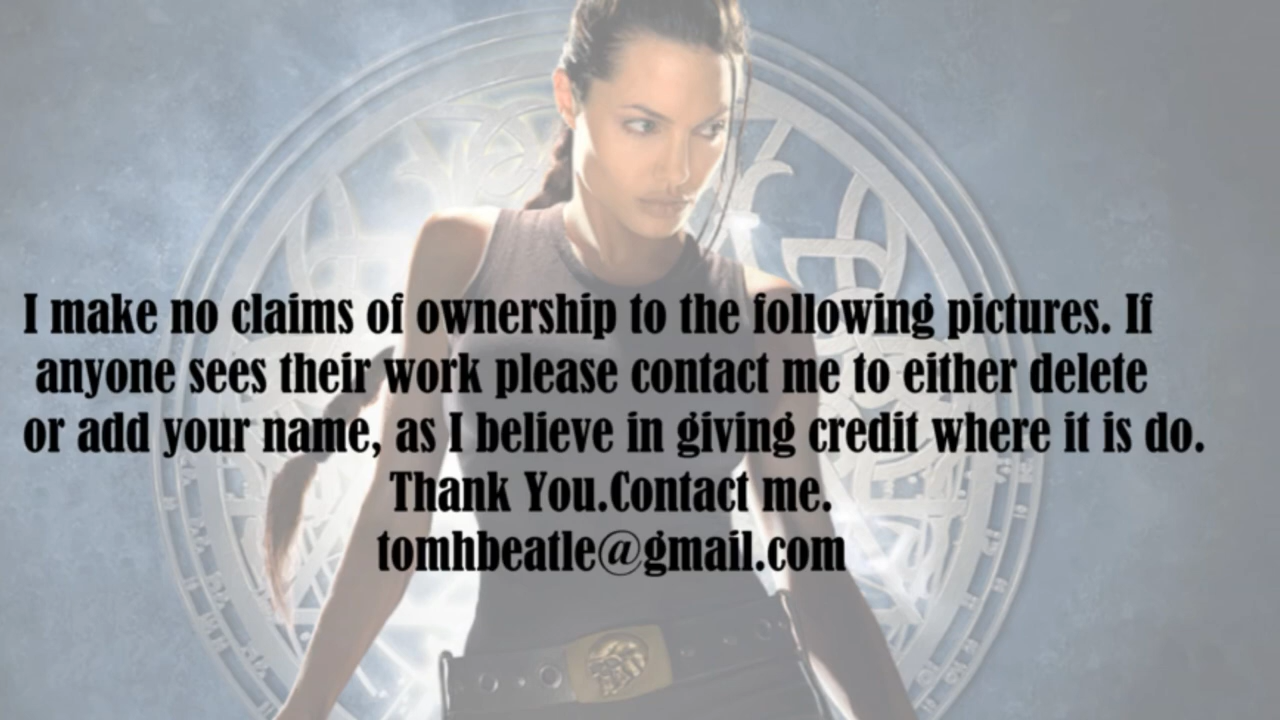 I make no claims of ownership to the following pictures. If
anyone sees their work please contact me to either delete
or add your name, as I believe in giving credit where it is do.
Thank You.Contact me.
tomhbeatle@gmail.com